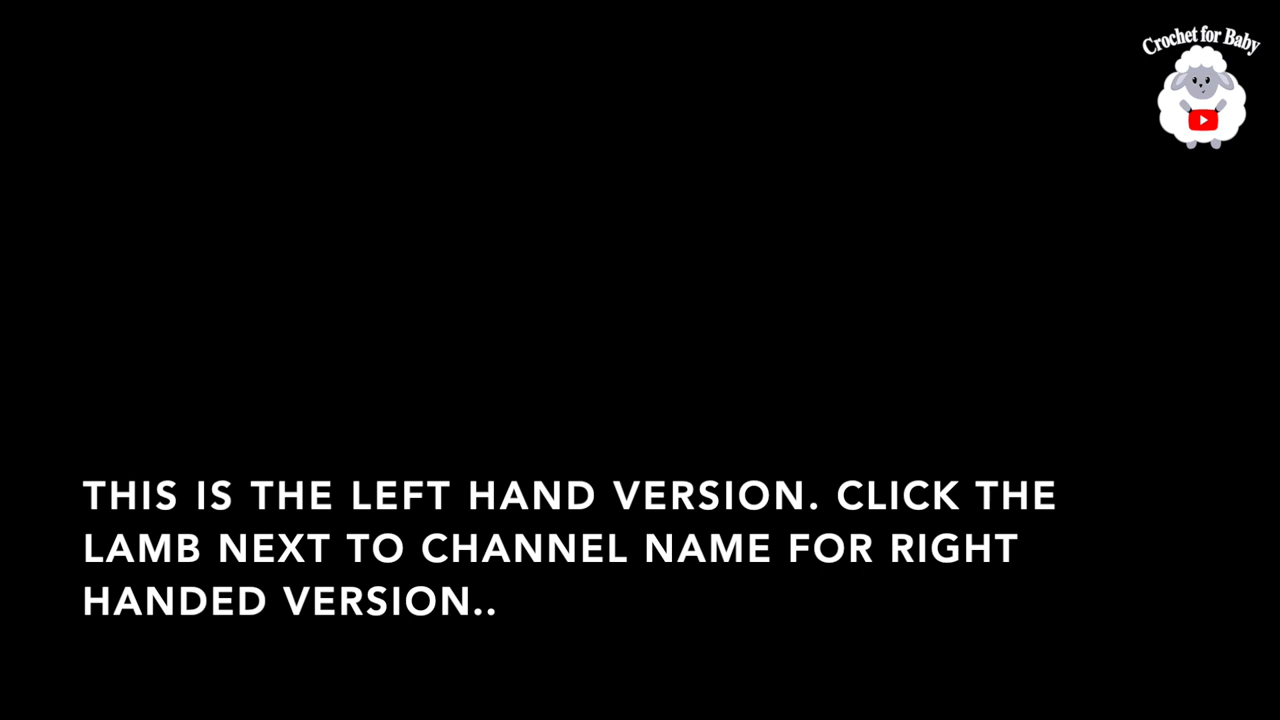 Crochet for Baby
THIS IS THE LEFT HAND VERSION. CLICK THE
LAMB NEXT TO CHANNEL NAME FOR RIGHT
HANDED VERSION..